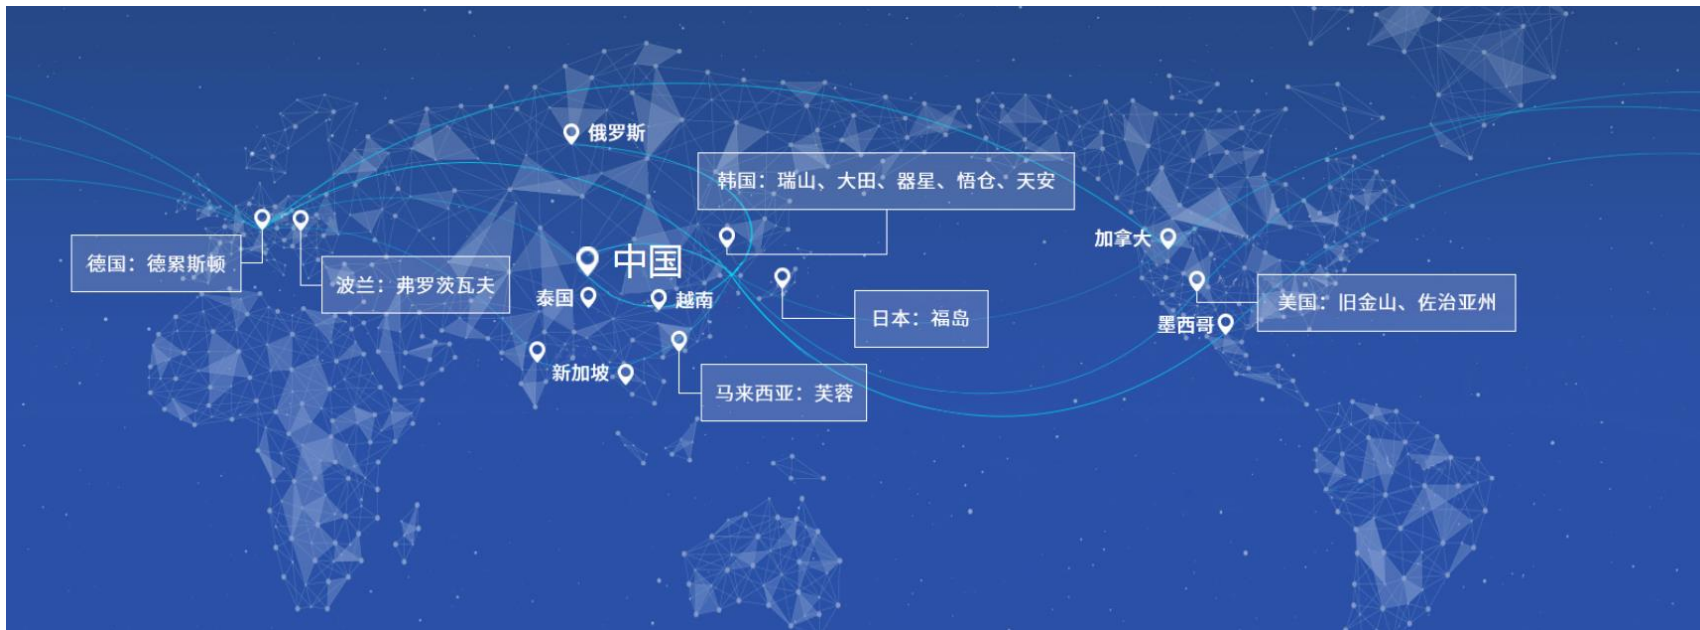 俄罗斯
韩国：瑞山、大田、器星、悟仓、天安
加拿大
德国：德累斯顿
中国
波兰：弗罗茨瓦夫
泰国
越南
美国：旧金山、佐治亚州
日本：福岛
墨西哥
新加坡
马来西亚：芙蓉